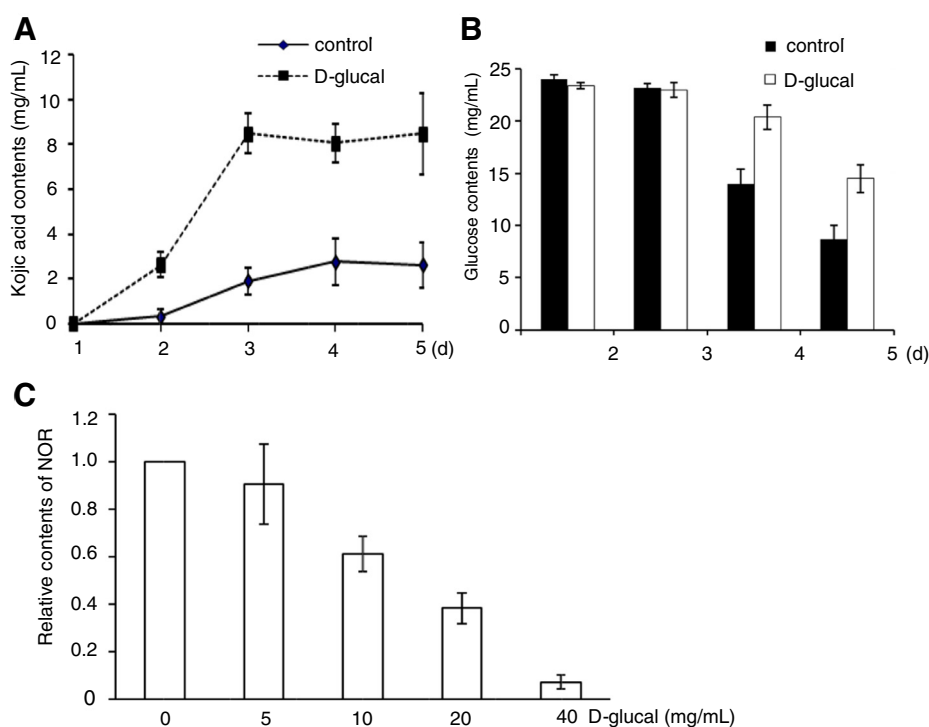 A
Kojic acid contents (mg/mL)
control
D-glucal
12
10
8
6
4
2
0
1 2 3 4 5 (d)
B
Glucose contents (mg/mL)
control
D-glucal
25
20
15
10
5
0
2 3 4 5 (d)
C
Relative contents of NOR
1.2
1.0
0.8
0.6
0.4
0.2
0
0 5 10 20 40 D-glucal (mg/mL)